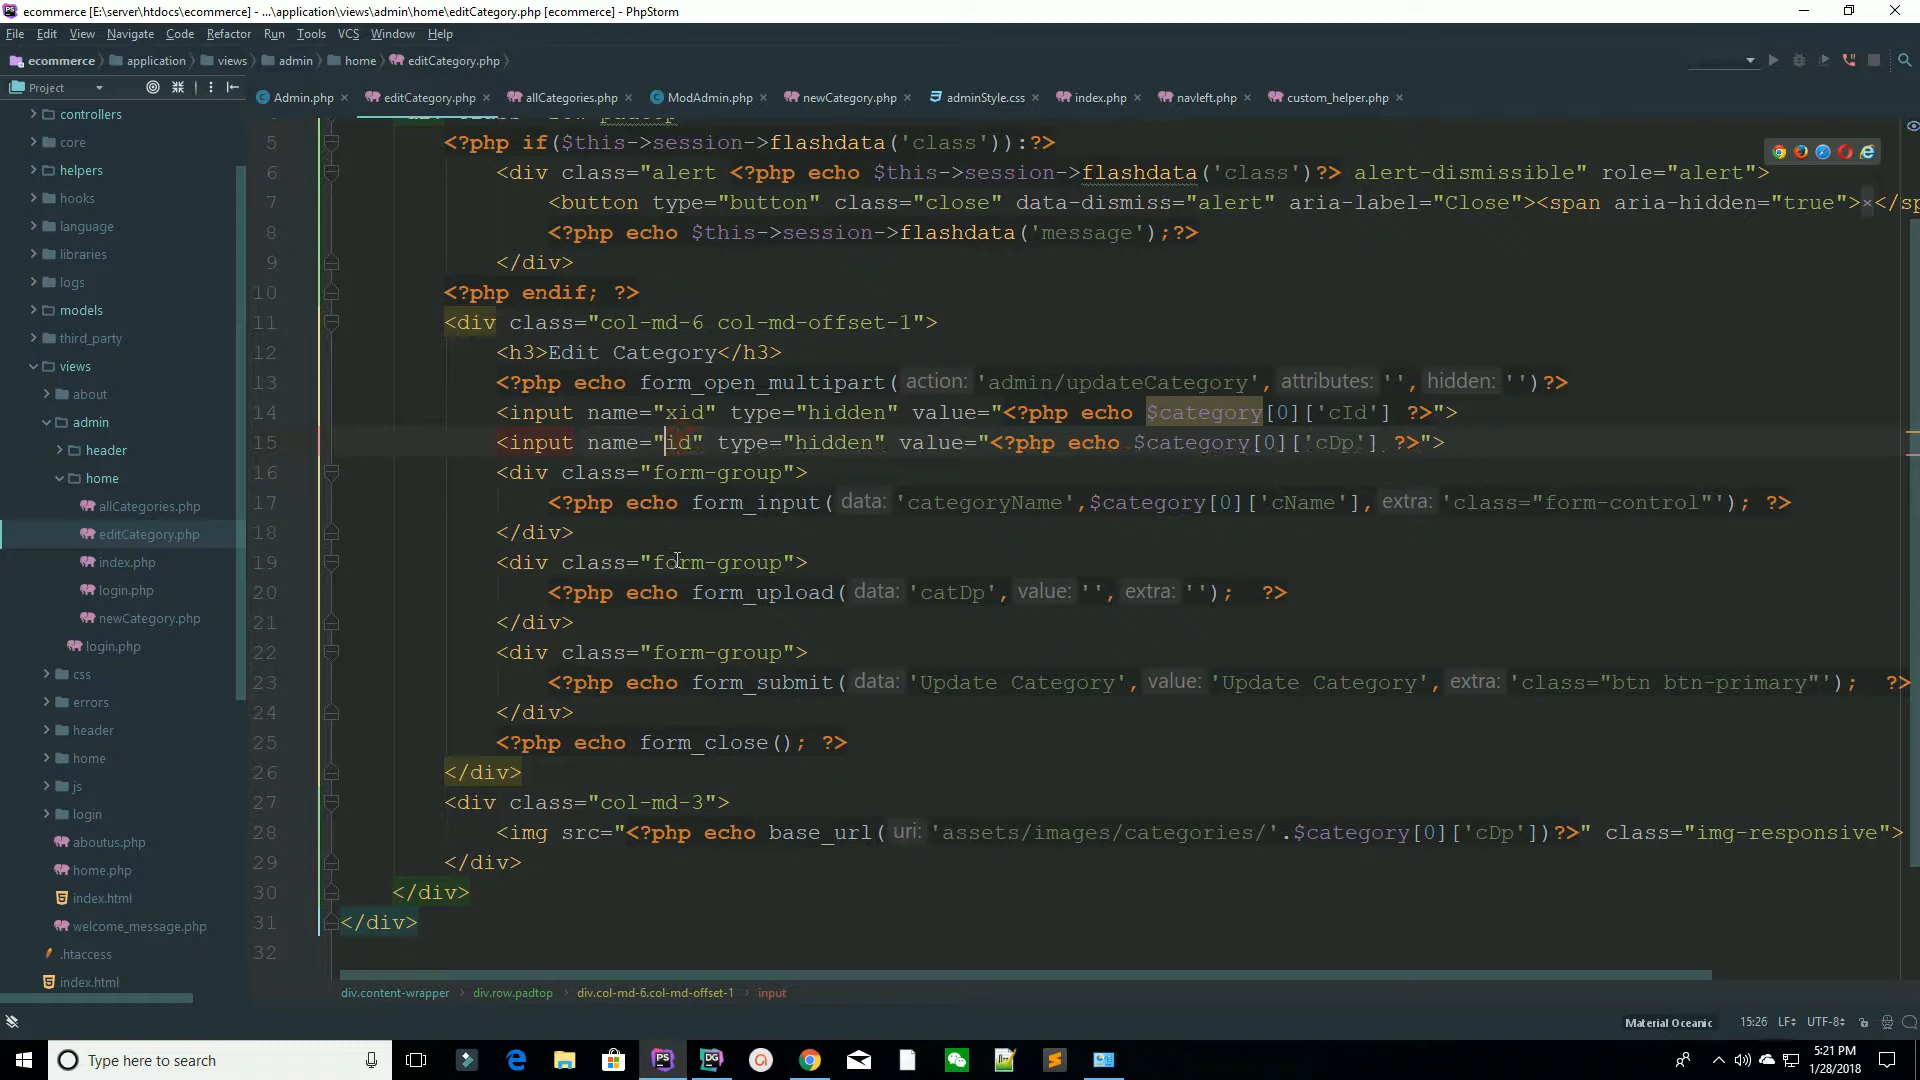 ecommerce [E:\server\htdocs\ecommerce] - ...\application\views\admin\home\editCategory.php [ecommerce] - PhpStorm
File Edit View Navigate Code Refactor Run Tools VCS Window Help
ecommerce application views admin home editCategory.php
Project
Admin.php editCategory.php allCategories.php ModAdmin.php newCategory.php adminStyle.css index.php navleft.php custom_helper.php
controllers
core
helpers
hooks
language
libraries
logs
models
third_party
views
about
admin
header
home
allCategories.php
editCategory.php
index.php
login.php
newCategory.php
login.php
css
errors
header
home
js
login
aboutus.php
home.php
index.html
welcome_message.php
.htaccess
index.html
5 <?php if($this->session->flashdata('class')):?>
6 <div class="alert <?php echo $this->session->flashdata('class')?> alert-dismissible" role="alert">
7 <button type="button" class="close" data-dismiss="alert" aria-label="Close"><span aria-hidden="true">×</sp
8 <?php echo $this->session->flashdata('message');?>
9 </div>
10 <?php endif; ?>
11 <div class="col-md-6 col-md-offset-1">
12 <h3>Edit Category</h3>
13 <?php echo form_open_multipart( action: 'admin/updateCategory', attributes: '', hidden: '')?>
14 <input name="xid" type="hidden" value="<?php echo $category[0]['cId'] ?>">
15 <input name="id" type="hidden" value="<?php echo $category[0]['cDp'] ?>">
16 <div class="form-group">
17 <?php echo form_input( data: 'categoryName',$category[0]['cName'], extra: 'class="form-control"'); ?>
18 </div>
19 <div class="form-group">
20 <?php echo form_upload( data: 'catDp', value: '', extra: ''); ?>
21 </div>
22 <div class="form-group">
23 <?php echo form_submit( data: 'Update Category', value: 'Update Category', extra: 'class="btn btn-primary"'); ?>
24 </div>
25 <?php echo form_close(); ?>
26 </div>
27 <div class="col-md-3">
28 <img src="<?php echo base_url( uri: 'assets/images/categories/'.$category[0]['cDp'])?>" class="img-responsive">
29 </div>
30 </div>
31 </div>
32
div.content-wrapper div.row.padtop div.col-md-6.col-md-offset-1 input
Material Oceanic 15:26 LF UTF-8
Type here to search
5:21 PM
1/28/2018